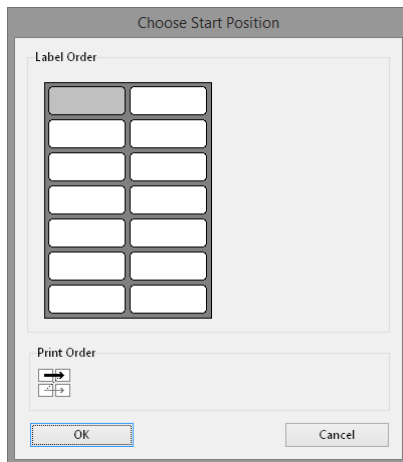 Choose Start Position
Label Order
Print Order
OK
Cancel